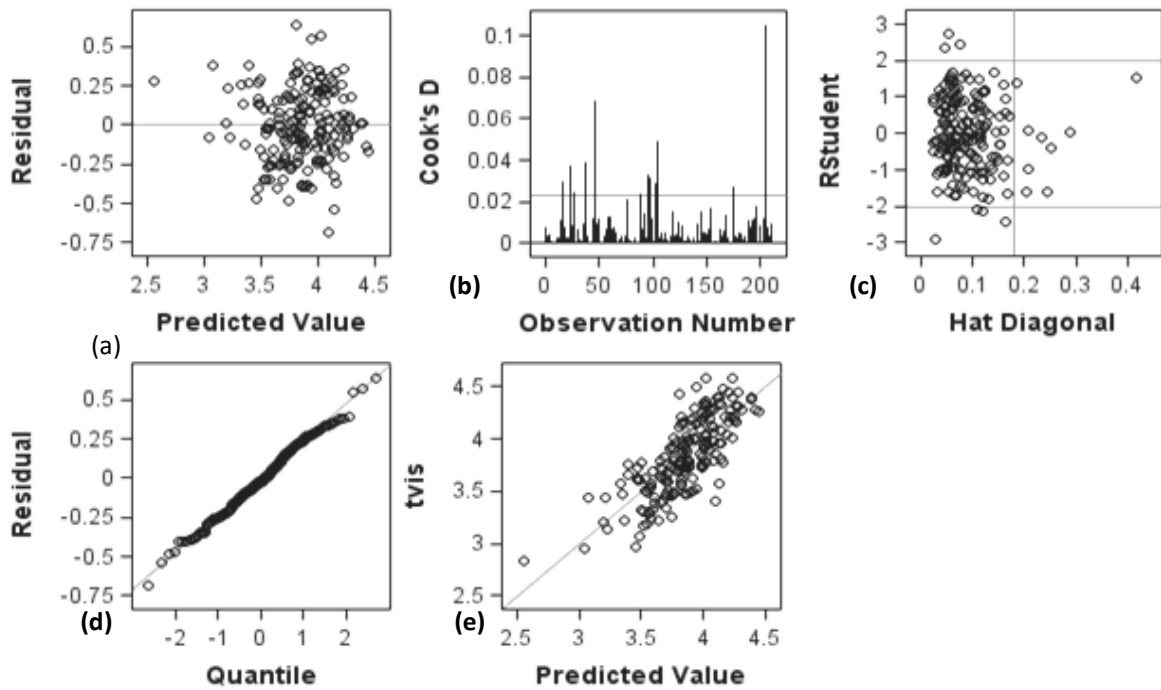 0.5
0.25
0
-0.25
-0.5
-0.75
Residual
2.5 3 3.5 4 4.5
Predicted Value
(a)
0.1
0.08
0.06
0.04
0.02
0
Cook's D
0 50 100 150 200
(b) Observation Number
3
2
1
0
-1
-2
-3
RStudent
0 0.1 0.2 0.3 0.4
(c) Hat Diagonal
0.5
0.25
0
-0.25
-0.5
-0.75
Residual
-2 -1 0 1 2
(d)
Quantile
4.5
4
3.5
3
2.5
tvis
2.5 3 3.5 4 4.5
(e)
Predicted Value